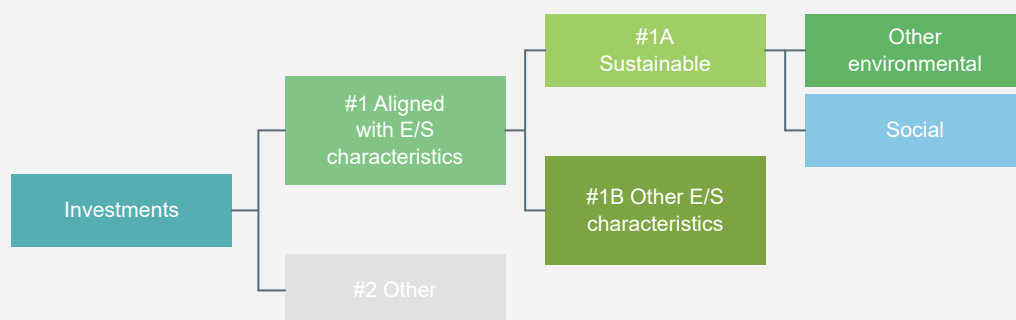 Investments
#1 Aligned
with E/S
characteristics
#2 Other
#1A
Sustainable
#1B Other E/S
characteristics
Other
environmental
Social